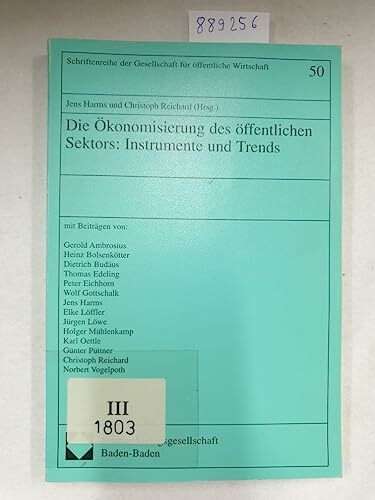 889256
Schriftenreihe der Gesellschaft für öffentliche Wirtschaft
50
Jens Harms und Christoph Reichard (Hrsg.)
Die Ökonomisierung des öffentlichen
Sektors: Instrumente und Trends
mit Beiträgen von:
Gerold Ambrosius
Heinz Bolsenkötter
Dietrich Budäus
Thomas Edeling
Peter Eichhorn
Wolf Gottschalk
Jens Harms
Elke Löffler
Jürgen Löwe
Holger Mühlenkamp
Karl Oettle
Günter Püttner
Christoph Reichard
Norbert Vogelpoth
III
1803
gsgesellschaft
Baden-Baden